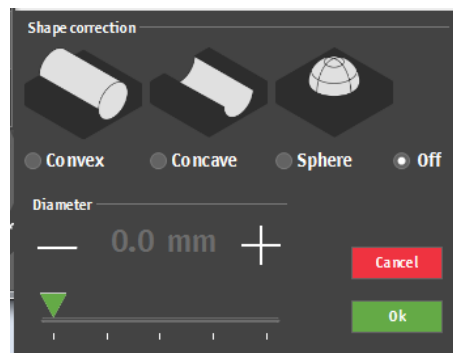 Shape correction
Convex Concave Sphere Off
Diameter
0.0 mm
Cancel
Ok